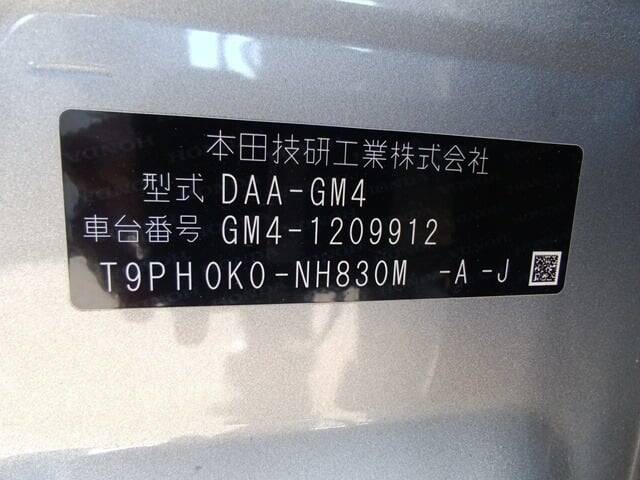 本田技研工業株式会社
型式 DAA-GM4
車台番号 GM4-1209912
T9PH0K0-NH830M -A-J